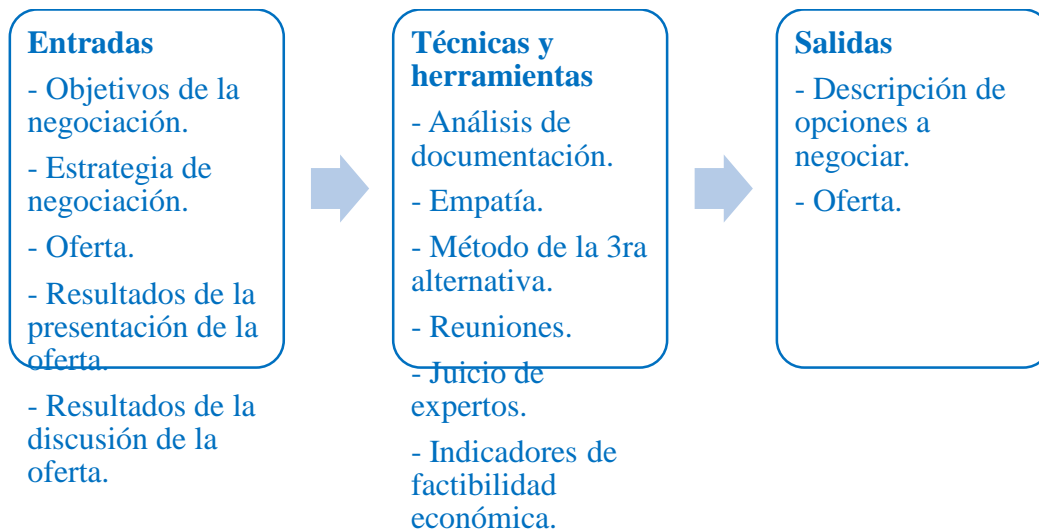 Entradas
- Objetivos de la
negociación.
- Estrategia de
negociación.
- Oferta.
- Resultados de la
presentación de la
oferta.
- Resultados de la
discusión de la
oferta.
Técnicas y
herramientas
- Análisis de
documentación.
- Empatía.
- Método de la 3ra
alternativa.
- Reuniones.
- Juicio de
expertos.
- Indicadores de
factibilidad
económica.
Salidas
- Descripción de
opciones a
negociar.
- Oferta.